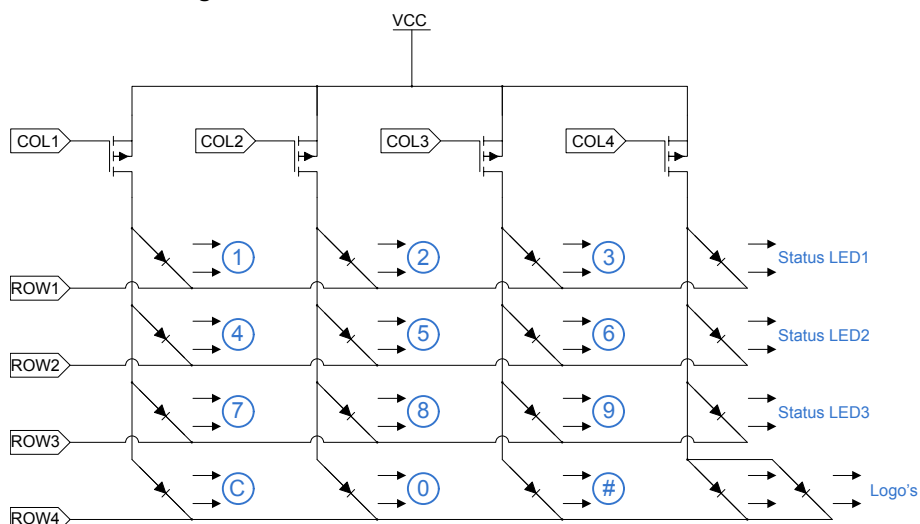 VCC
COL1 COL2 COL3 COL4
1 2 3 Status LED1
ROW1
4 5 6 Status LED2
ROW2
7 8 9 Status LED3
ROW3
C 0 # Logo's
ROW4